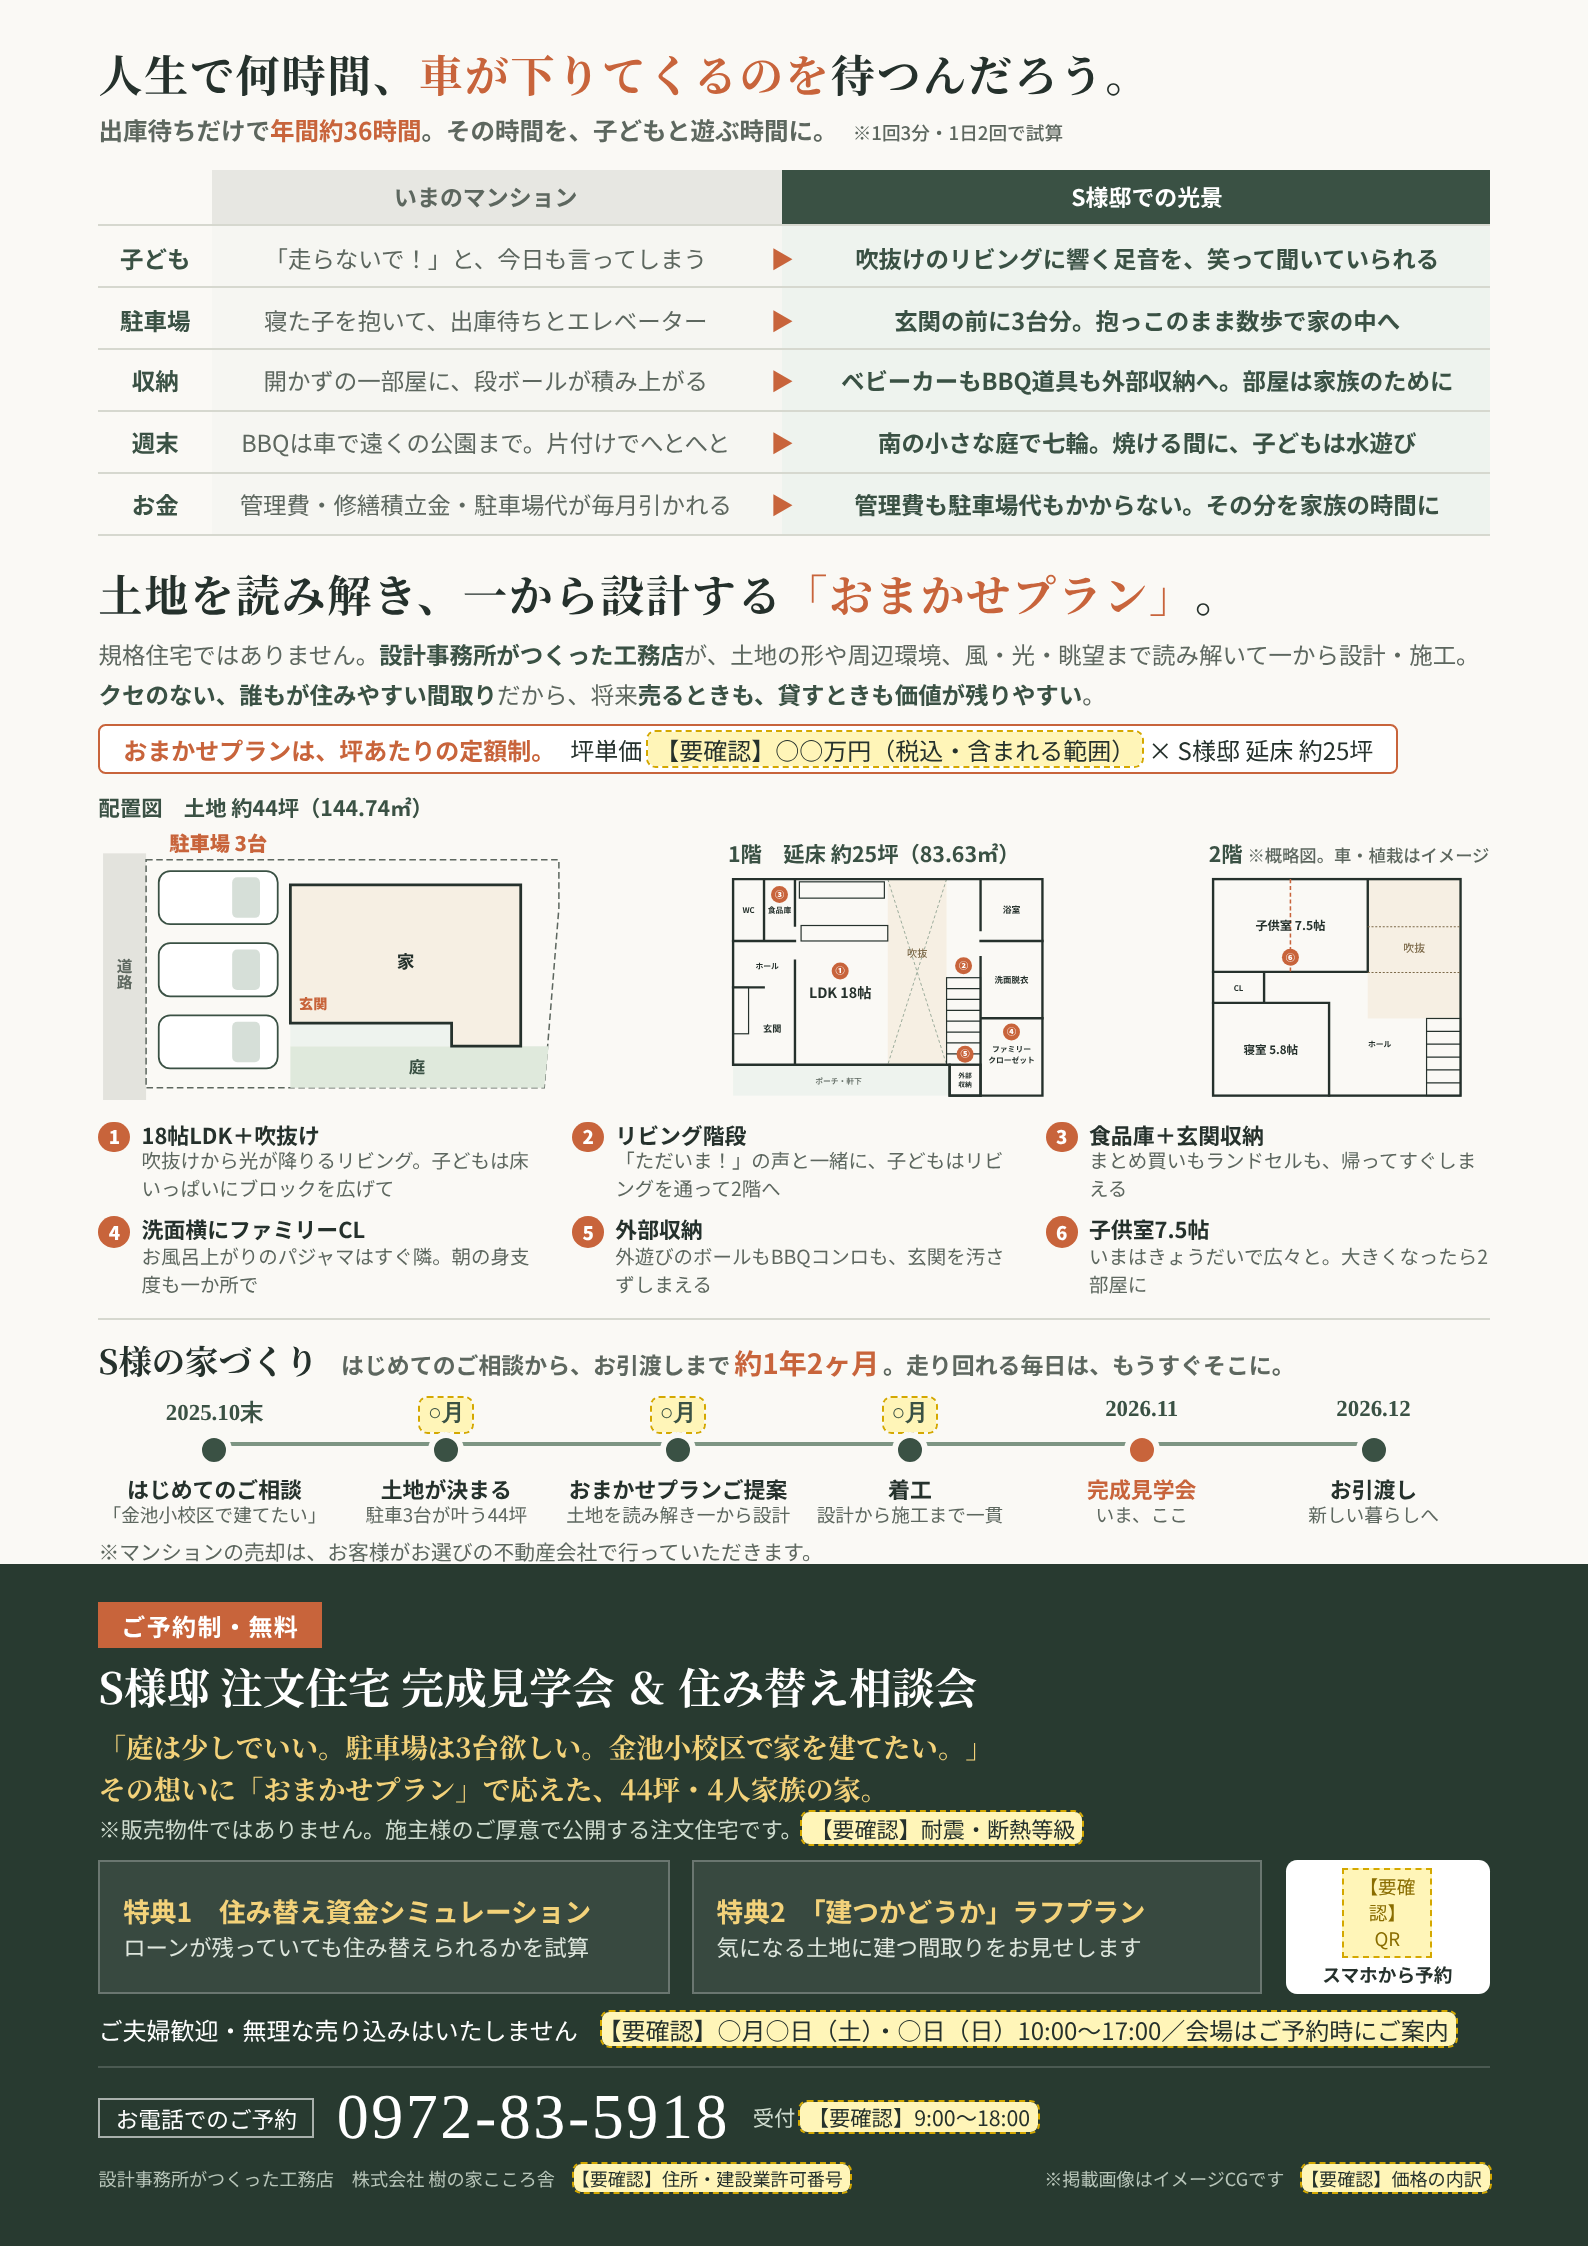 人生で何時間、車が下りてくるのを待つんだろう。
出庫待ちだけで年間約36時間。その時間を、子どもと遊ぶ時間に。 ※1回3分・1日2回で試算
いまのマンション S様邸での光景
子ども 「走らないで！」と、今日も言ってしまう ▶ 吹抜けのリビングに響く足音を、笑って聞いていられる
駐車場 寝た子を抱いて、出庫待ちとエレベーター ▶ 玄関の前に3台分。抱っこのまま数歩で家の中へ
収納 開かずの一部屋に、段ボールが積み上がる ▶ ベビーカーもBBQ道具も外部収納へ。部屋は家族のために
週末 BBQは車で遠くの公園まで。片付けでへとへと ▶ 南の小さな庭で七輪。焼ける間に、子どもは水遊び
お金 管理費・修繕積立金・駐車場代が毎月引かれる ▶ 管理費も駐車場代もかからない。その分を家族の時間に
土地を読み解き、一から設計する「おまかせプラン」。
規格住宅ではありません。設計事務所がつくった工務店が、土地の形や周辺環境、風・光・眺望まで読み解いて一から設計・施工。
クセのない、誰もが住みやすい間取りだから、将来売るときも、貸すときも価値が残りやすい。
おまかせプランは、坪あたりの定額制。 坪単価【要確認】○○万円（税込・含まれる範囲） × S様邸 延床 約25坪
配置図 土地 約44坪（144.74㎡）
駐車場 3台
道路
家
玄関
庭
1階 延床 約25坪（83.63㎡）
WC
③
食品庫
浴室
吹抜
ホール
①
②
LDK 18帖
洗面脱衣
玄関
④
ファミリー
クローゼット
⑤
外部
収納
ポーチ・軒下
2階 ※概略図。車・植栽はイメージ
子供室 7.5帖
吹抜
⑥
CL
寝室 5.8帖
ホール
1 18帖LDK＋吹抜け
吹抜けから光が降りるリビング。子どもは床
いっぱいにブロックを広げて
2 リビング階段
「ただいま！」の声と一緒に、子どもはリビ
ングを通って2階へ
3 食品庫＋玄関収納
まとめ買いもランドセルも、帰ってすぐしま
える
4 洗面横にファミリーCL
お風呂上がりのパジャマはすぐ隣。朝の身支
度も一か所で
5 外部収納
外遊びのボールもBBQコンロも、玄関を汚さ
ずしまえる
6 子供室7.5帖
いまはきょうだいで広々と。大きくなったら2
部屋に
S様の家づくり はじめてのご相談から、お引渡しまで約1年2ヶ月。走り回れる毎日は、もうすぐそこに。
2025.10末 ○月 ○月 ○月 2026.11 2026.12
はじめてのご相談 土地が決まる おまかせプランご提案 着工 完成見学会 お引渡し
「金池小校区で建てたい」 駐車3台が叶う44坪 土地を読み解き一から設計 設計から施工まで一貫 いま、ここ 新しい暮らしへ
※マンションの売却は、お客様がお選びの不動産会社で行っていただきます。
ご予約制・無料
S様邸 注文住宅 完成見学会 & 住み替え相談会
「庭は少しでいい。駐車場は3台欲しい。金池小校区で家を建てたい。」
その想いに「おまかせプラン」で応えた、44坪・4人家族の家。
※販売物件ではありません。施主様のご厚意で公開する注文住宅です。【要確認】耐震・断熱等級
特典1 住み替え資金シミュレーション
ローンが残っていても住み替えられるかを試算
特典2 「建つかどうか」ラフプラン
気になる土地に建つ間取りをお見せします
【要確
認】
QR
スマホから予約
ご夫婦歓迎・無理な売り込みはいたしません 【要確認】○月○日（土）・○日（日）10:00〜17:00／会場はご予約時にご案内
お電話でのご予約 0972-83-5918 受付【要確認】9:00〜18:00
設計事務所がつくった工務店 株式会社 樹の家こころ舎 【要確認】住所・建設業許可番号 ※掲載画像はイメージCGです 【要確認】価格の内訳